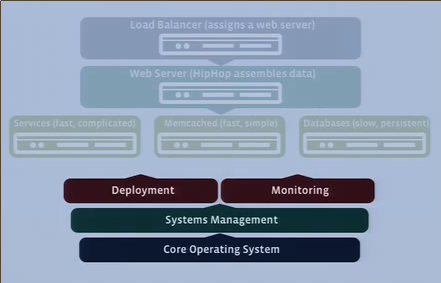 Load Balancer (assigns a web server)
Web Server (HipHop assembles data)
Services (fast, complicated) Memcached (fast, simple) Databases (slow, persistent)
Deployment Monitoring
Systems Management
Core Operating System